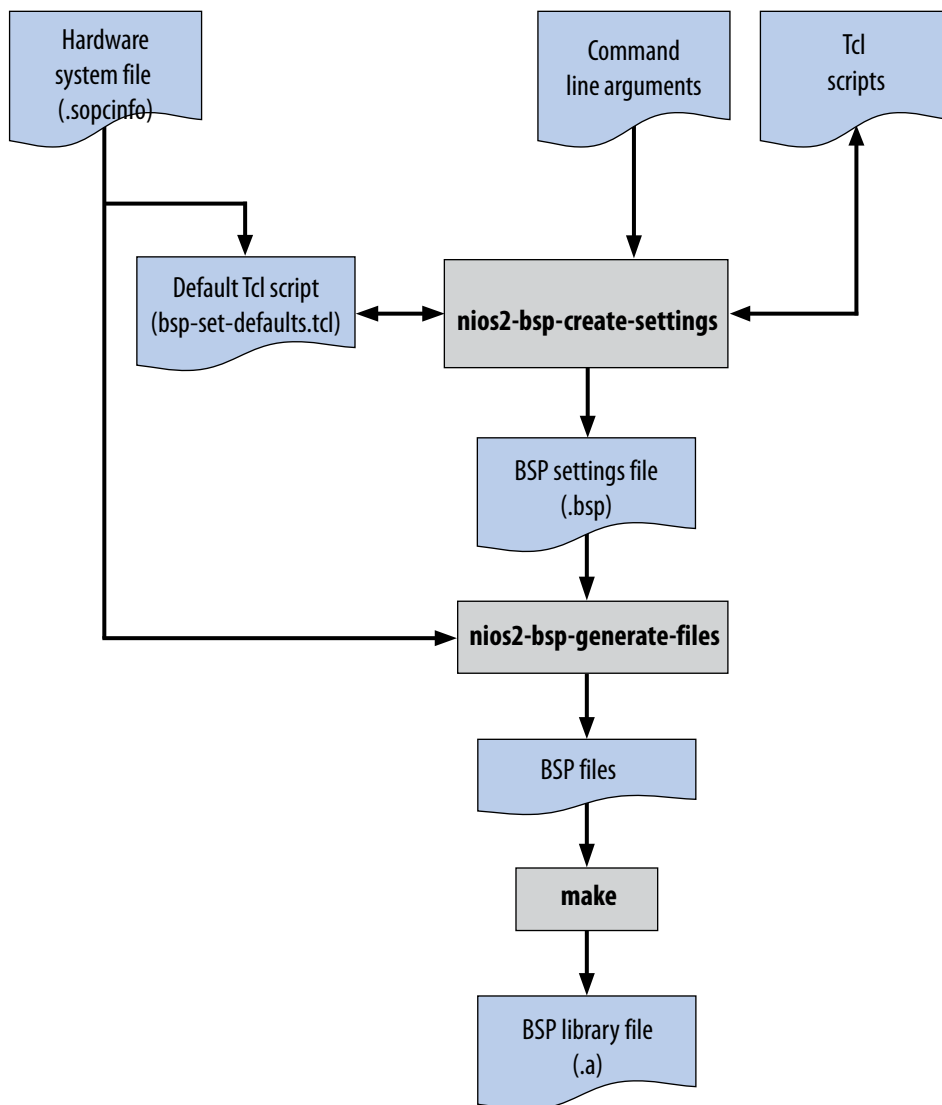 Hardware
system file
(.sopcinfo)
Command
line arguments
Tcl
scripts
Default Tcl script
(bsp-set-defaults.tcl)
nios2-bsp-create-settings
BSP settings file
(.bsp)
nios2-bsp-generate-files
BSP files
make
BSP library file
(.a)